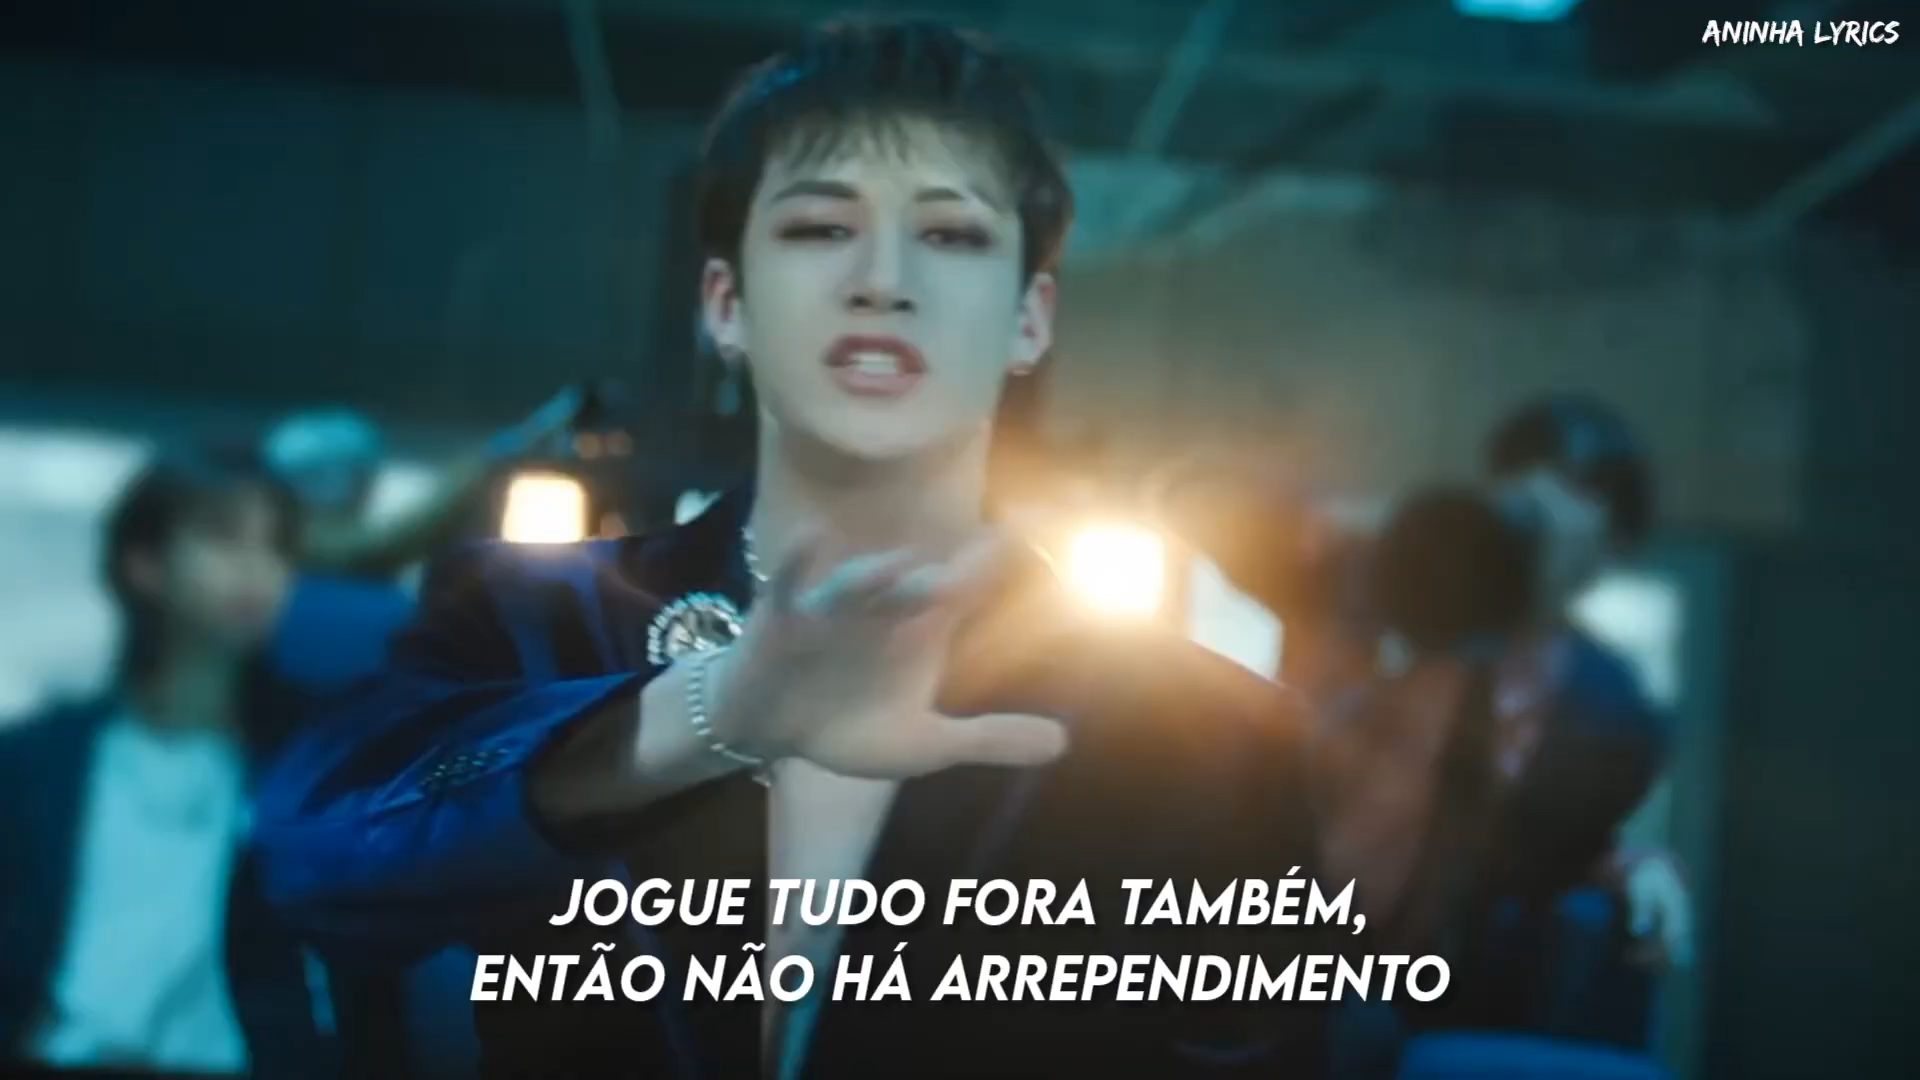 ANINHA LYRICS
JOGUE TUDO FORA TAMBÉM,
ENTÃO NÃO HÁ ARREPENDIMENTO